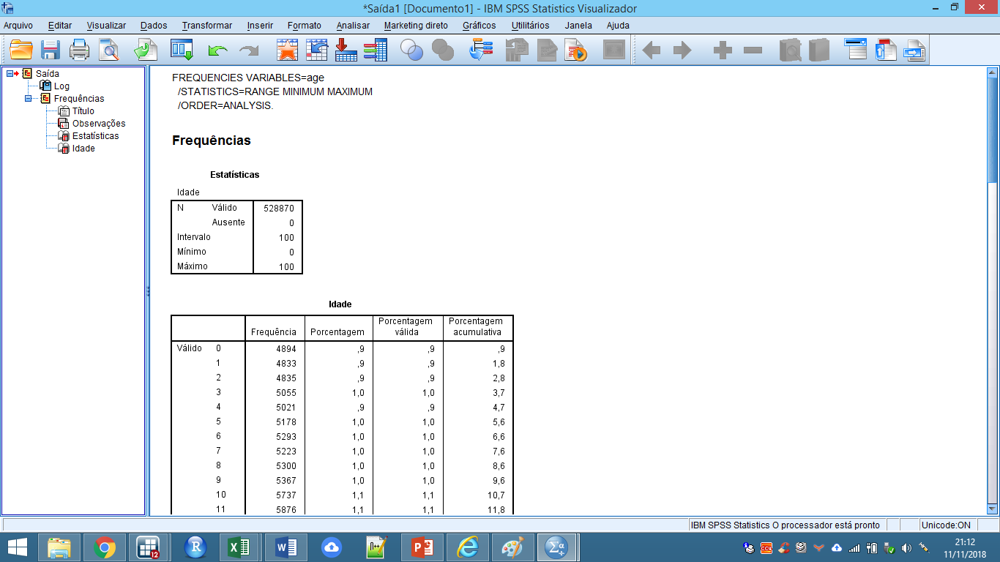 *Saída1 [Documento1] - IBM SPSS Statistics Visualizador
Arquivo Editar Visualizar Dados Transformar Inserir Formato Analisar Marketing direto Gráficos Utilitários Janela Ajuda
Saída
Log
Frequências
Título
Observações
Estatísticas
Idade
FREQUENCIES VARIABLES=age
/STATISTICS=RANGE MINIMUM MAXIMUM
/ORDER=ANALYSIS.
Frequências
Estatísticas
Idade
N Válido 528870
Ausente 0
Intervalo 100
Mínimo 0
Máximo 100
Idade
Frequência Porcentagem Porcentagem válida Porcentagem acumulativa
Válido 0 4894 ,9 ,9 ,9
1 4833 ,9 ,9 1,8
2 4835 ,9 ,9 2,8
3 5055 1,0 1,0 3,7
4 5021 ,9 ,9 4,7
5 5178 1,0 1,0 5,6
6 5293 1,0 1,0 6,6
7 5223 1,0 1,0 7,6
8 5300 1,0 1,0 8,6
9 5367 1,0 1,0 9,6
10 5737 1,1 1,1 10,7
11 5876 1,1 1,1 11,8
IBM SPSS Statistics O processador está pronto Unicode:ON
12
21:12
11/11/2018